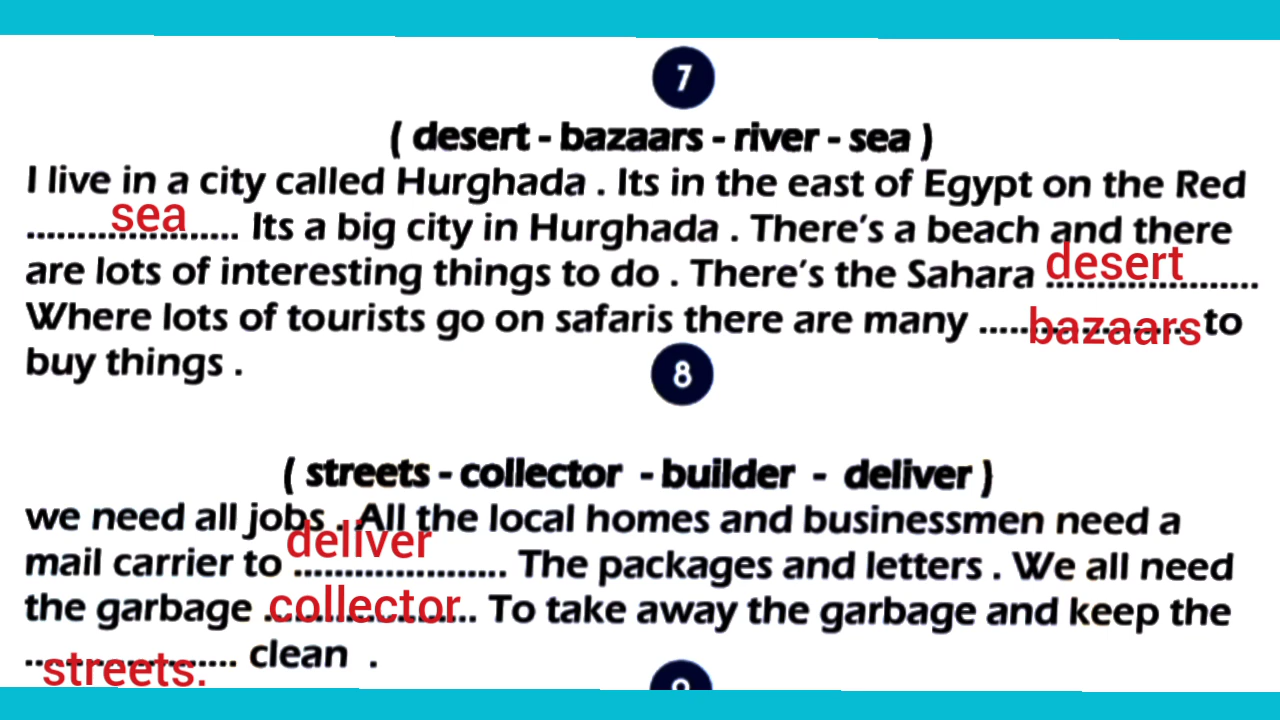 7
( desert - bazaars - river - sea )
I live in a city called Hurghada . Its in the east of Egypt on the Red
sea
..................... Its a big city in Hurghada . There's a beach and there
are lots of interesting things to do . There's the Sahara desert .....................
Where lots of tourists go on safaris there are many ..................... bazaars to
buy things .
8
( streets - collector - builder - deliver )
we need all jobs . All the local homes and businessmen need a
mail carrier to deliver ..................... The packages and letters . We all need
the garbage collector ..................... To take away the garbage and keep the
..................... streets. clean .